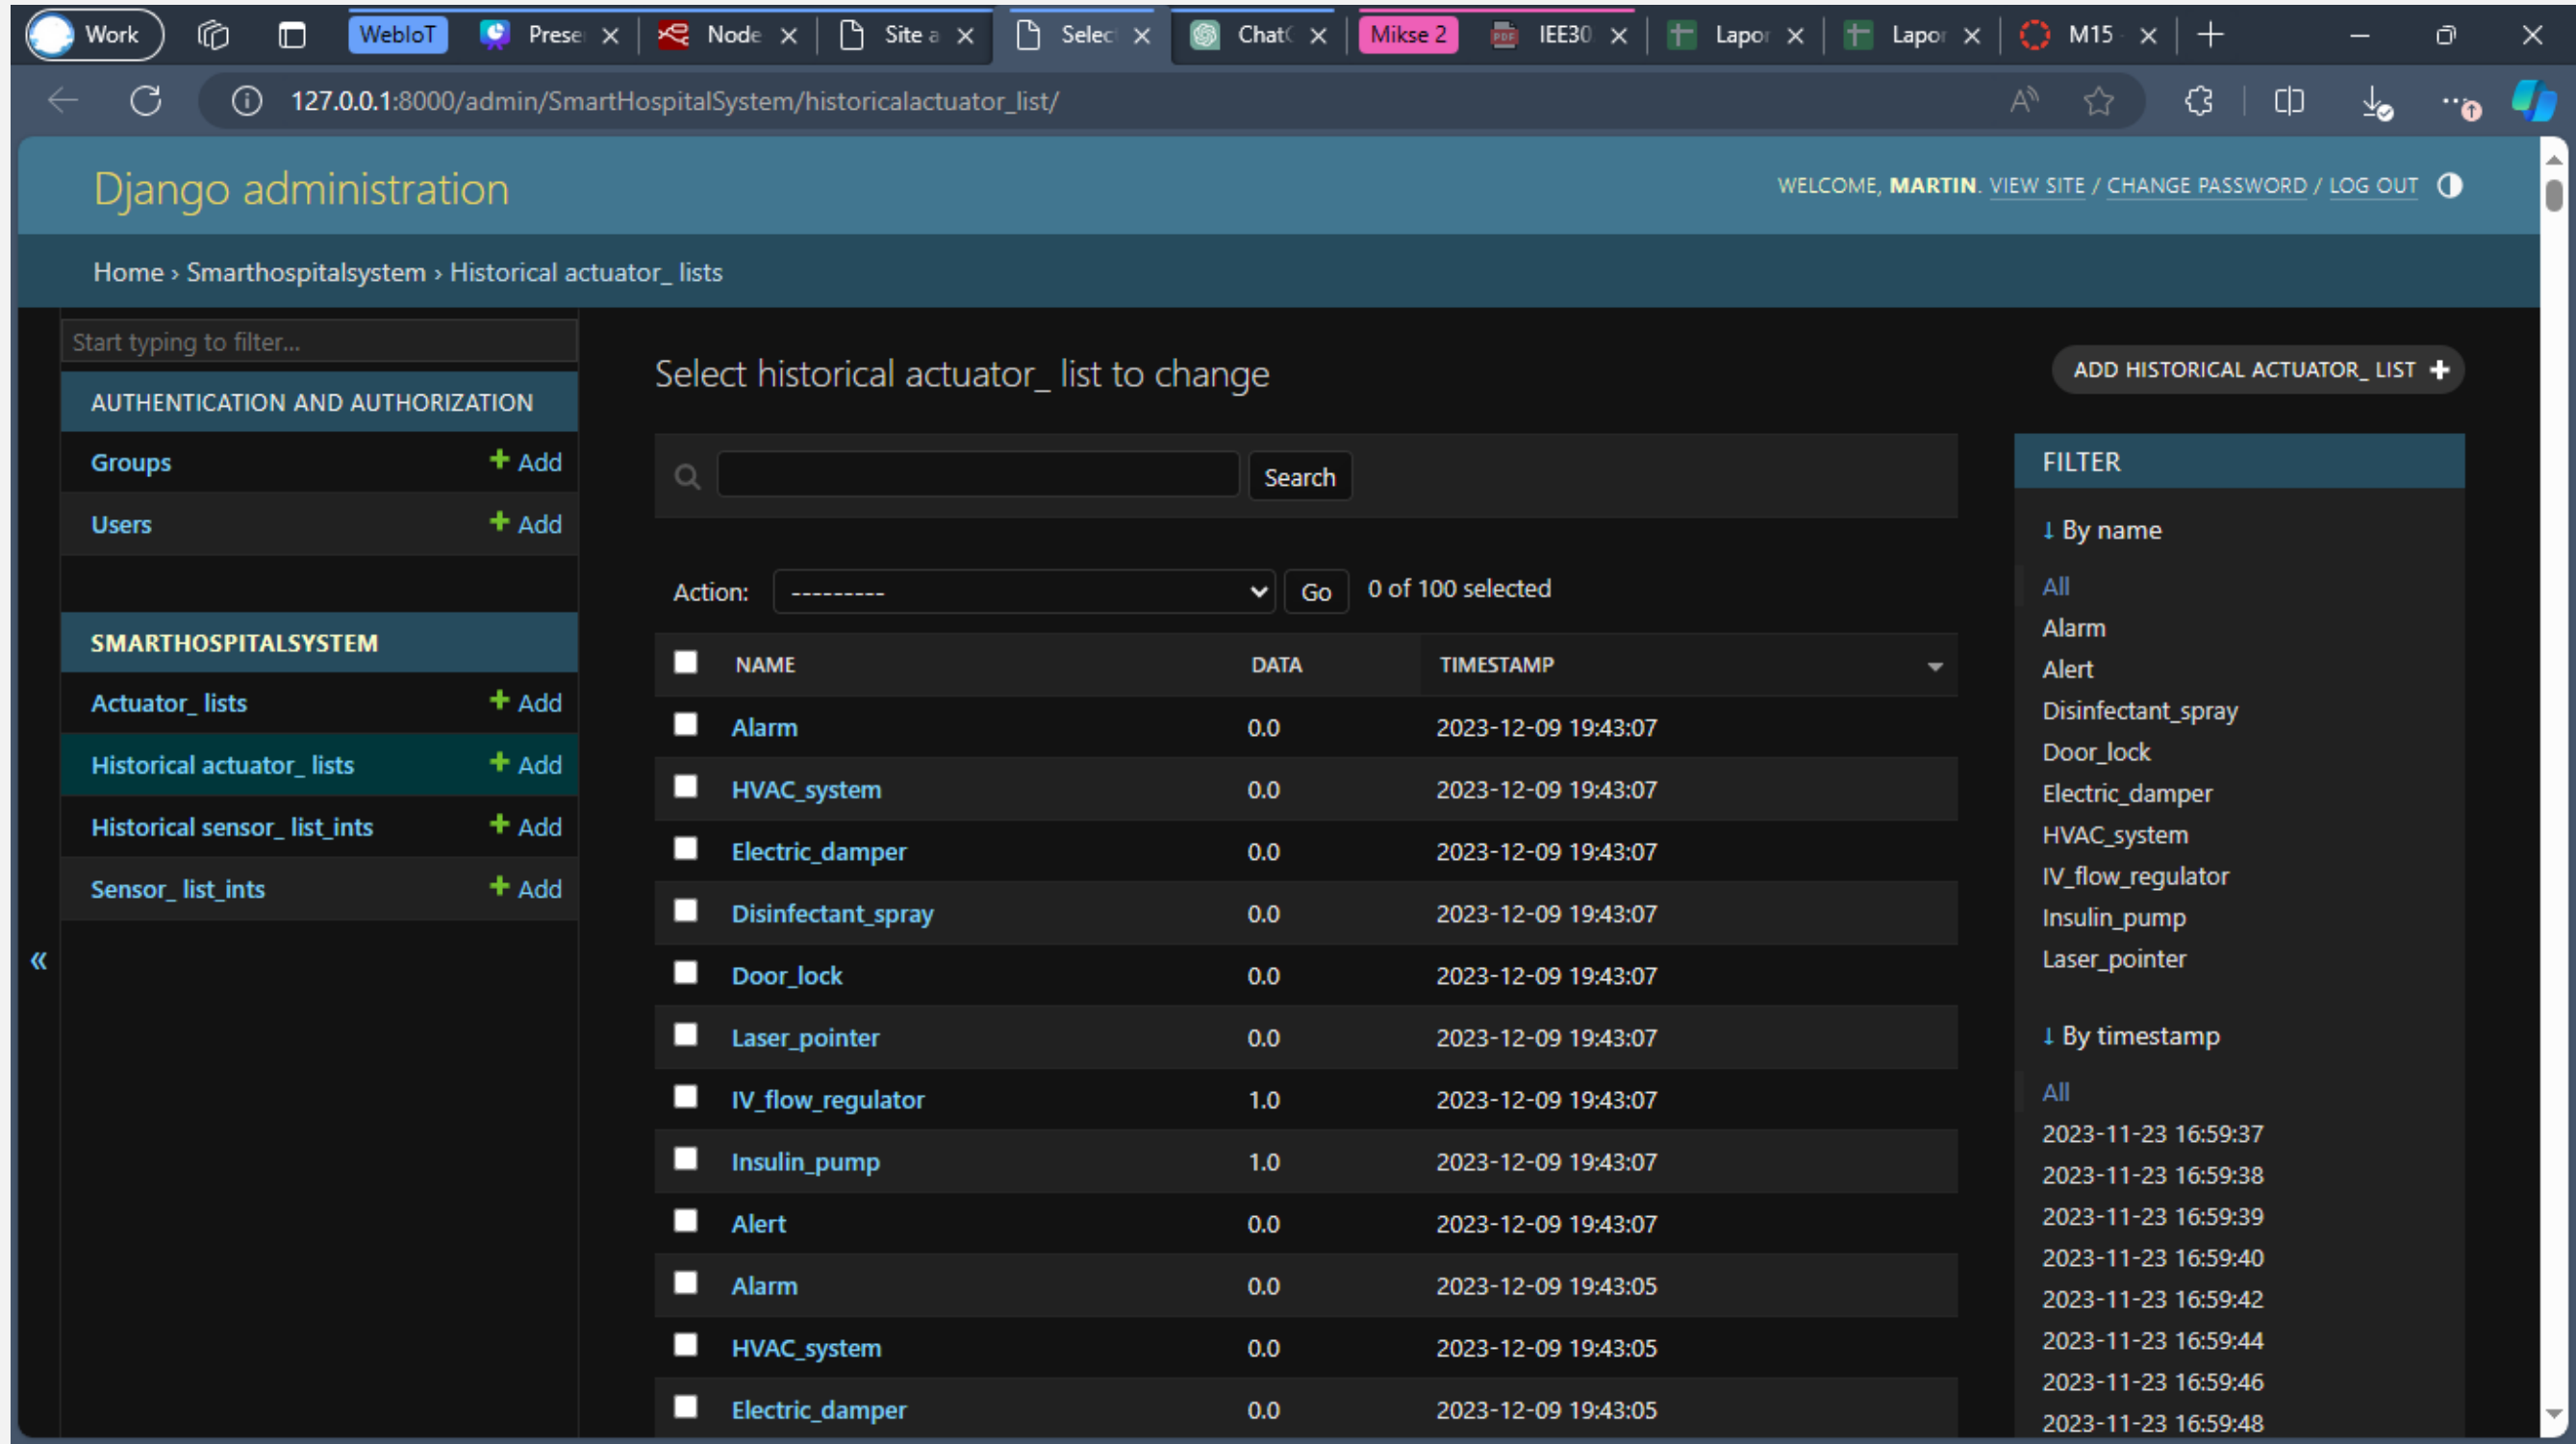 Work WebIoT Prese Node Site a Selec ChatG Mikse 2 IEE30 Lapor Lapor M15 -
127.0.0.1:8000/admin/SmartHospitalSystem/historicalactuator_list/
Django administration
WELCOME, MARTIN. VIEW SITE / CHANGE PASSWORD / LOG OUT
Home › Smarthospitalsystem › Historical actuator_ lists
Start typing to filter...
AUTHENTICATION AND AUTHORIZATION
Groups + Add
Users + Add
SMARTHOSPITALSYSTEM
Actuator_ lists + Add
Historical actuator_ lists + Add
Historical sensor_ list_ints + Add
Sensor_ list_ints + Add
«
Select historical actuator_ list to change
ADD HISTORICAL ACTUATOR_ LIST +
Search
Action: --------- Go 0 of 100 selected
NAME DATA TIMESTAMP
Alarm 0.0 2023-12-09 19:43:07
HVAC_system 0.0 2023-12-09 19:43:07
Electric_damper 0.0 2023-12-09 19:43:07
Disinfectant_spray 0.0 2023-12-09 19:43:07
Door_lock 0.0 2023-12-09 19:43:07
Laser_pointer 0.0 2023-12-09 19:43:07
IV_flow_regulator 1.0 2023-12-09 19:43:07
Insulin_pump 1.0 2023-12-09 19:43:07
Alert 0.0 2023-12-09 19:43:07
Alarm 0.0 2023-12-09 19:43:05
HVAC_system 0.0 2023-12-09 19:43:05
Electric_damper 0.0 2023-12-09 19:43:05
FILTER
↓ By name
All
Alarm
Alert
Disinfectant_spray
Door_lock
Electric_damper
HVAC_system
IV_flow_regulator
Insulin_pump
Laser_pointer
↓ By timestamp
All
2023-11-23 16:59:37
2023-11-23 16:59:38
2023-11-23 16:59:39
2023-11-23 16:59:40
2023-11-23 16:59:42
2023-11-23 16:59:44
2023-11-23 16:59:46
2023-11-23 16:59:48